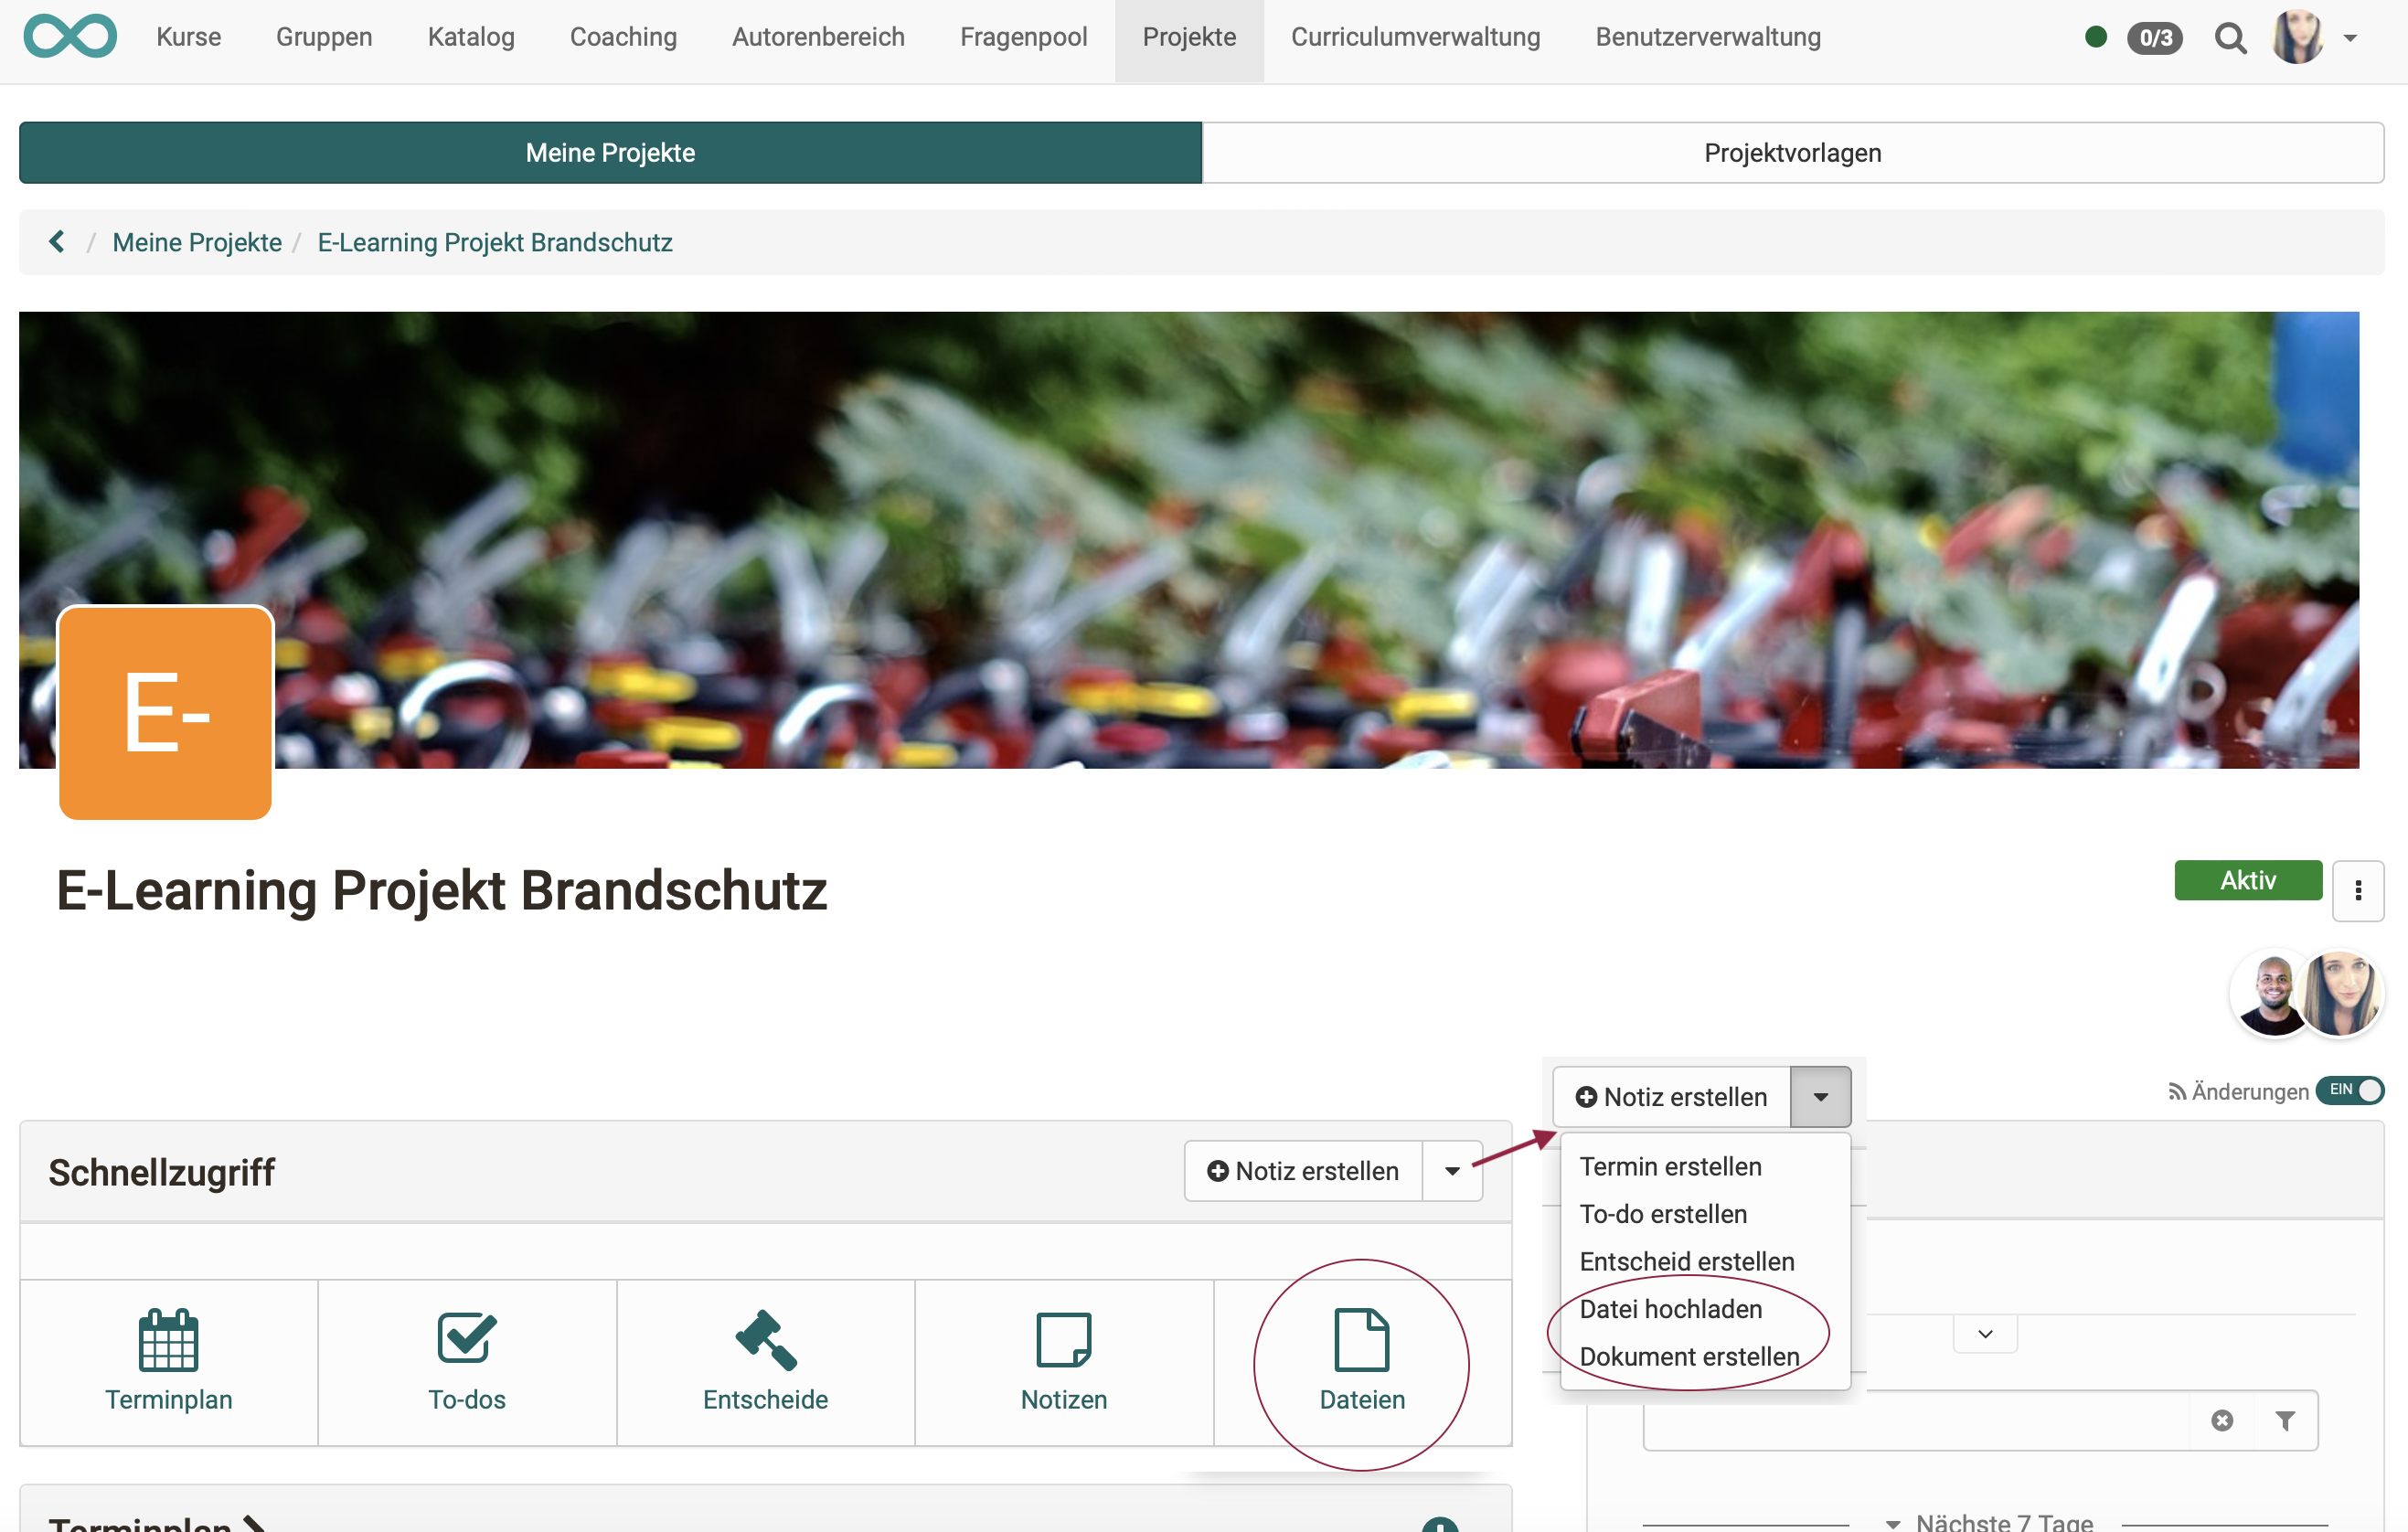 Kurse Gruppen Katalog Coaching Autorenbereich Fragenpool Projekte Curriculumverwaltung Benutzerverwaltung 0/3
Meine Projekte Projektvorlagen
/ Meine Projekte / E-Learning Projekt Brandschutz
E-
E-Learning Projekt Brandschutz
Aktiv
Änderungen EIN
Schnellzugriff
Notiz erstellen
Notiz erstellen
Termin erstellen
To-do erstellen
Entscheid erstellen
Datei hochladen
Dokument erstellen
Terminplan To-dos Entscheide Notizen Dateien
Terminplan
Nächste 7 Tage